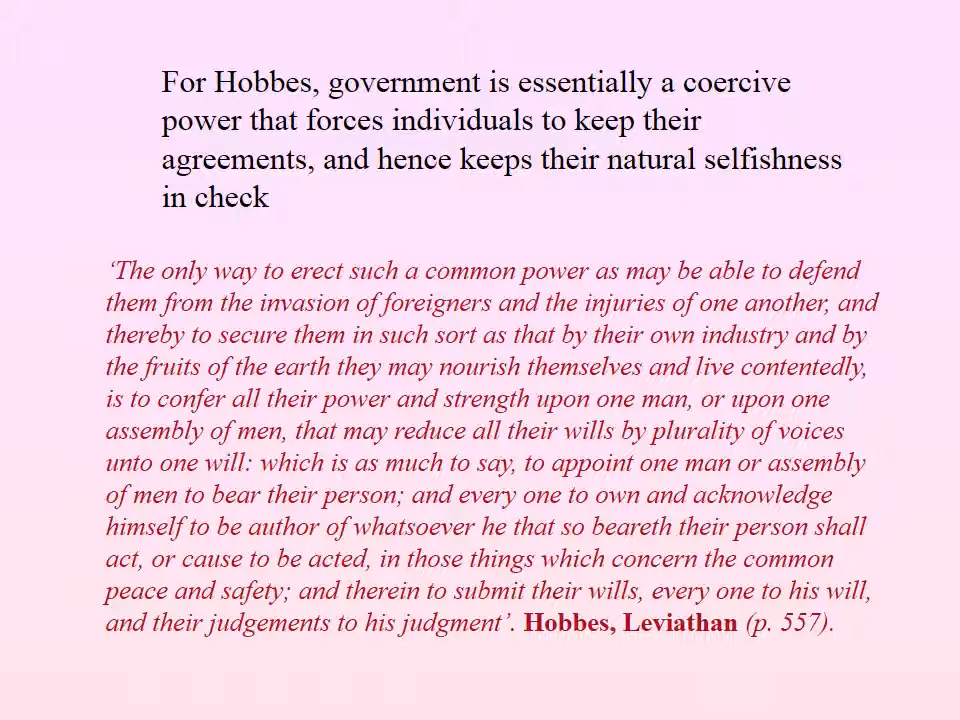 For Hobbes, government is essentially a coercive
power that forces individuals to keep their
agreements, and hence keeps their natural selfishness
in check
‘The only way to erect such a common power as may be able to defend
them from the invasion of foreigners and the injuries of one another, and
thereby to secure them in such sort as that by their own industry and by
the fruits of the earth they may nourish themselves and live contentedly,
is to confer all their power and strength upon one man, or upon one
assembly of men, that may reduce all their wills by plurality of voices
unto one will: which is as much to say, to appoint one man or assembly
of men to bear their person; and every one to own and acknowledge
himself to be author of whatsoever he that so beareth their person shall
act, or cause to be acted, in those things which concern the common
peace and safety; and therein to submit their wills, every one to his will,
and their judgements to his judgment’. Hobbes, Leviathan (p. 557).